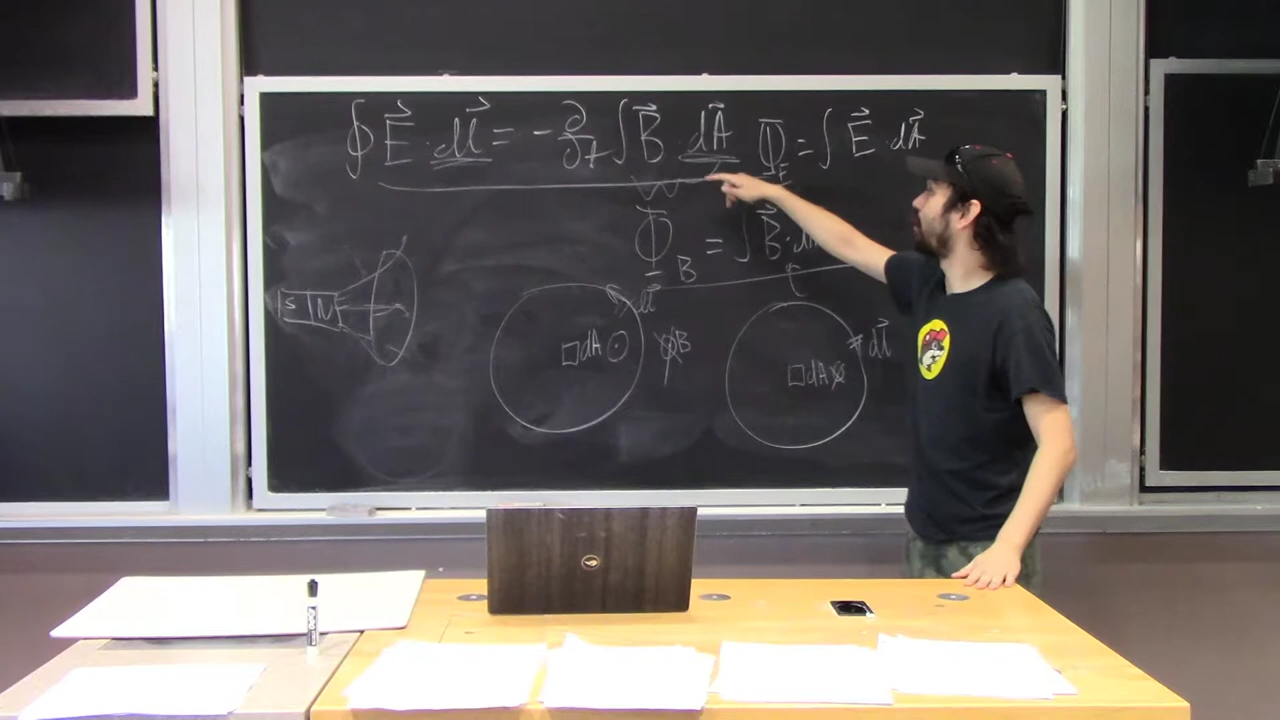 ∮ E⃗ · dl⃗ = - ∂/∂t ∫ B⃗ · dA⃗   Φ_E = ∫ E⃗ · dA⃗
Φ_B = ∫ B⃗ · dA
S N
dl⃗
dA ⊙
B
dl⃗
dA ⊗